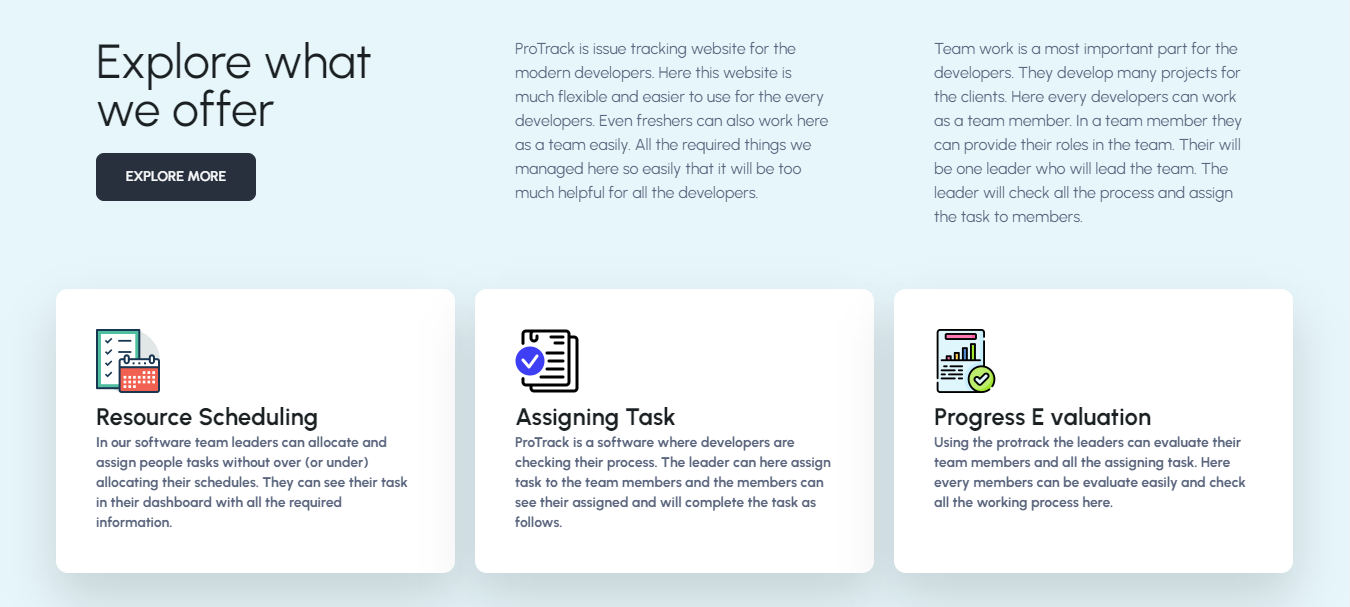 Explore what
we offer
EXPLORE MORE
ProTrack is issue tracking website for the
modern developers. Here this website is
much flexible and easier to use for the every
developers. Even freshers can also work here
as a team easily. All the required things we
managed here so easily that it will be too
much helpful for all the developers.
Team work is a most important part for the
developers. They develop many projects for
the clients. Here every developers can work
as a team member. In a team member they
can provide their roles in the team. Their will
be one leader who will lead the team. The
leader will check all the process and assign
the task to members.
Resource Scheduling
In our software team leaders can allocate and
assign people tasks without over (or under)
allocating their schedules. They can see their task
in their dashboard with all the required
information.
Assigning Task
ProTrack is a software where developers are
checking their process. The leader can here assign
task to the team members and the members can
see their assigned and will complete the task as
follows.
Progress E valuation
Using the protrack the leaders can evaluate their
team members and all the assigning task. Here
every members can be evaluate easily and check
all the working process here.